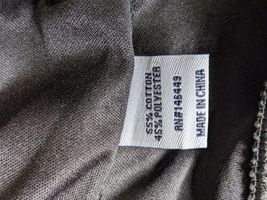 55% COTTON
45% POLYESTER
RN#146449
MADE IN CHINA